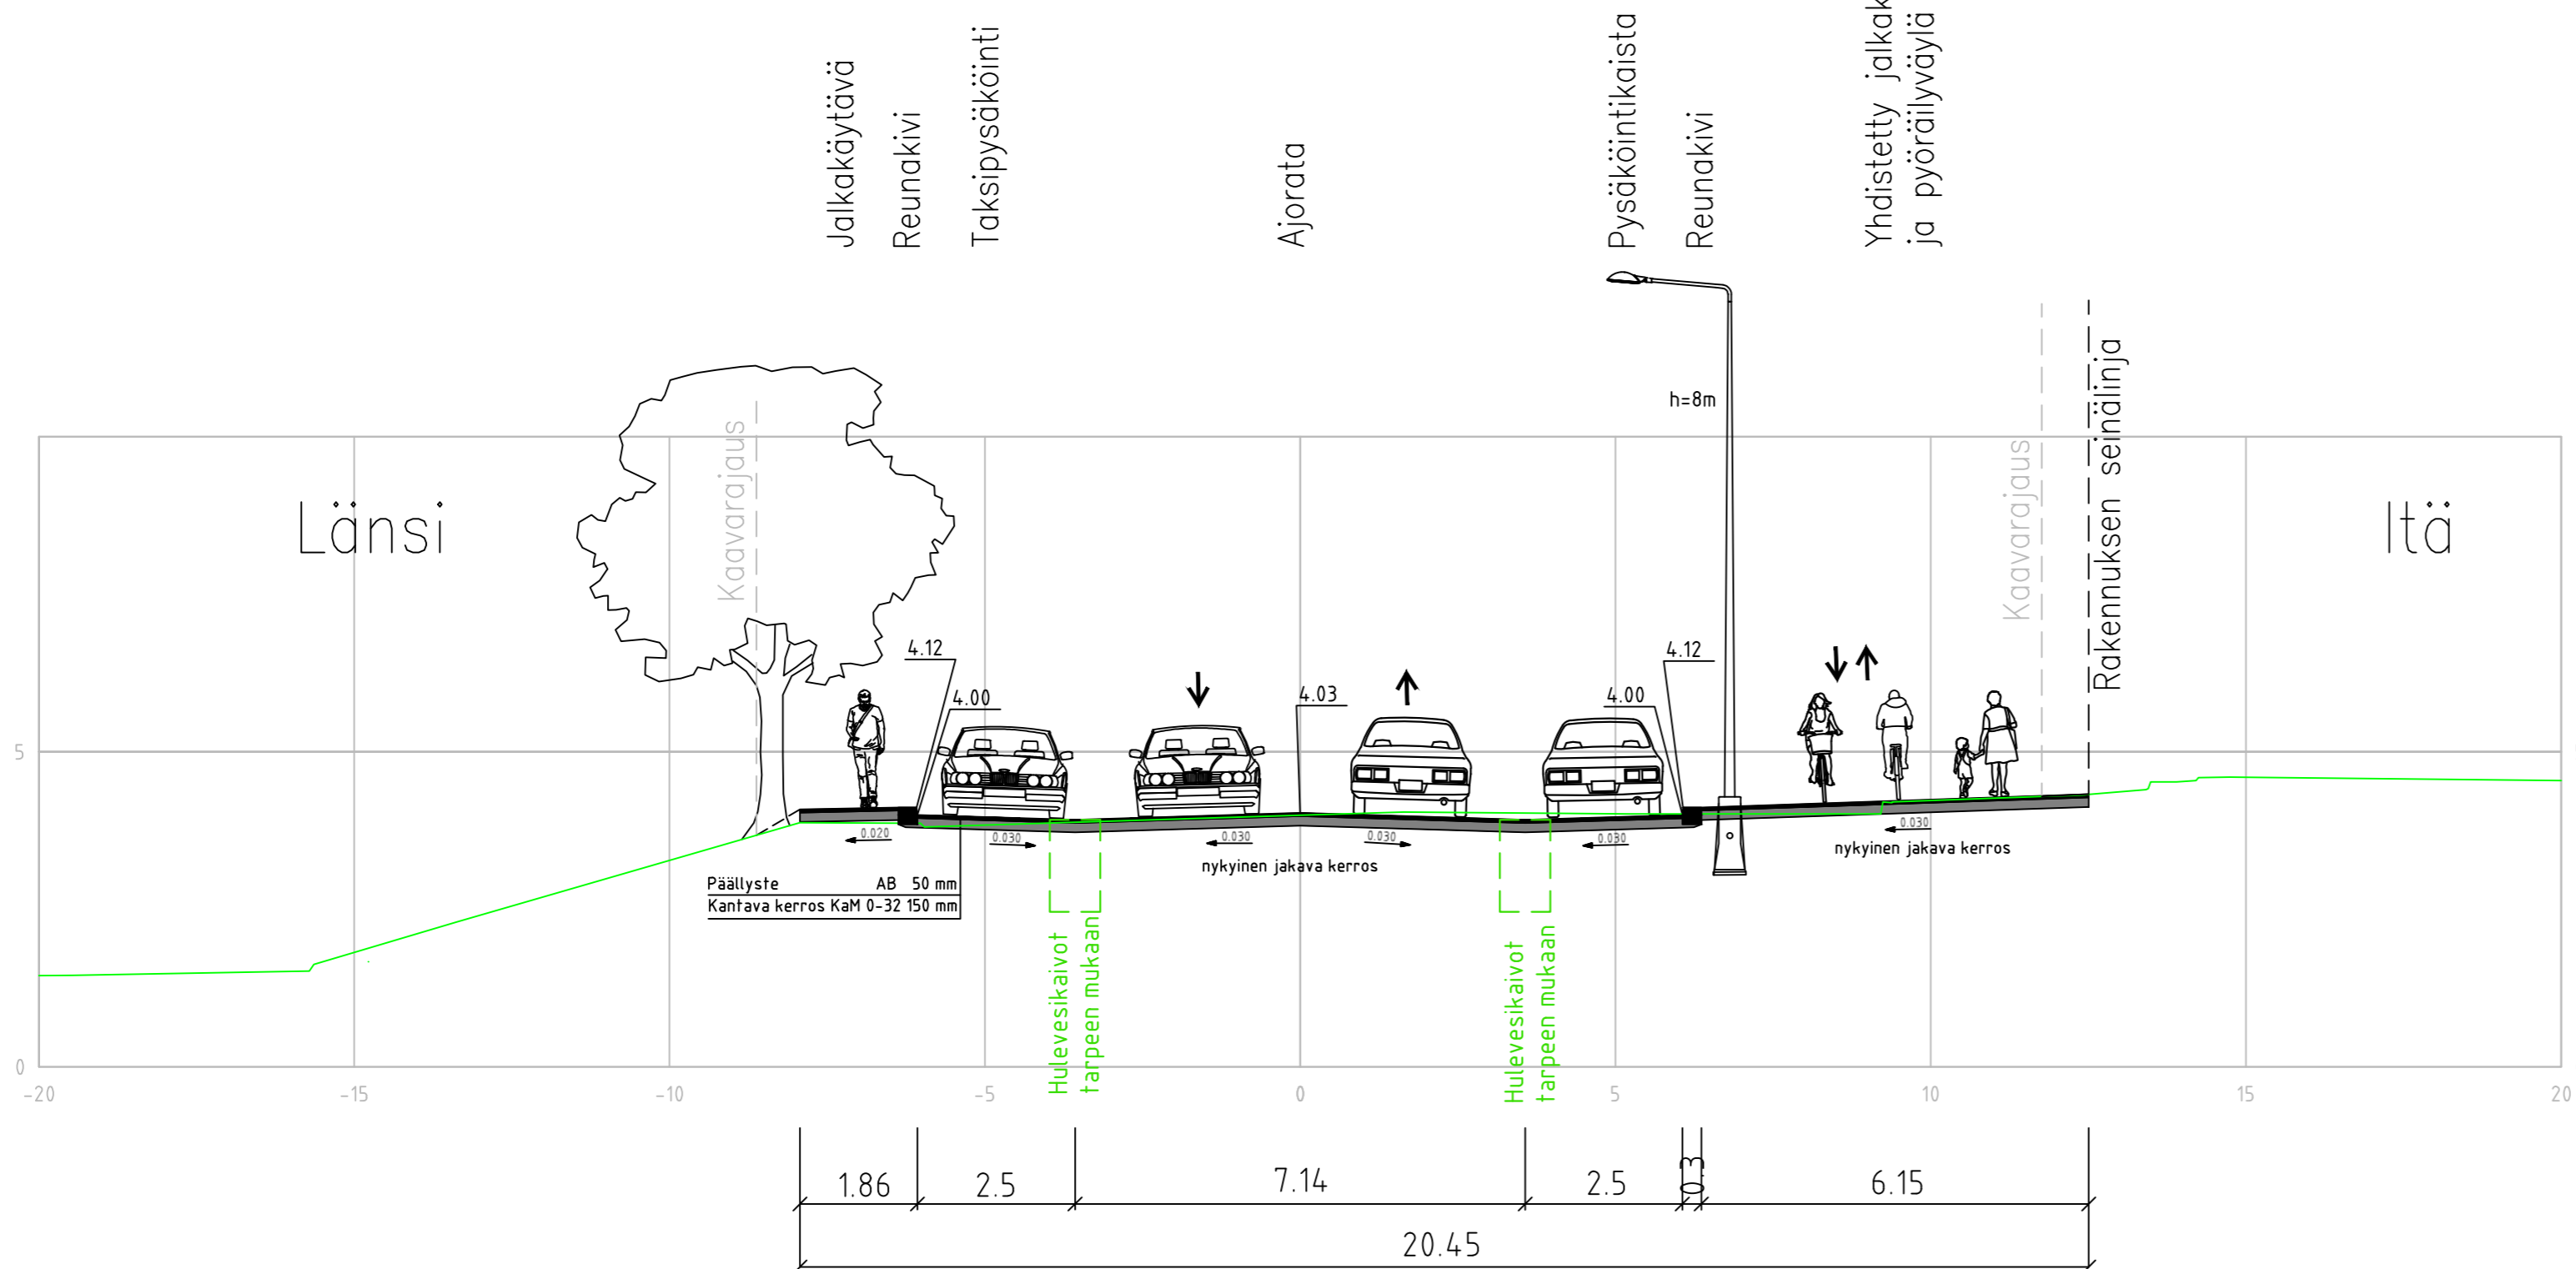 Jalkakäytävä
Reunakivi
Taksipysäköinti
Ajorata
Pysäköintikaista
Reunakivi
Yhdistetty
ja pyöräilyväylä
h=8m
Kaavarajaus
Kaavarajaus
Rakennuksen seinälinja
Länsi
Itä
4.12
4.00
4.03
4.00
4.12
5
0.020
0.030
0.030
0.030
0.030
0.030
nykyinen jakava kerros
nykyinen jakava kerros
Päällyste AB 50 mm
Kantava kerros KaM 0-32 150 mm
Hulevesikaivot
tarpeen mukaan
Hulevesikaivot
tarpeen mukaan
0
-20 -15 -10 -5 0 5 10 15 20
1.86 2.5 7.14 2.5 0.3 6.15
20.45